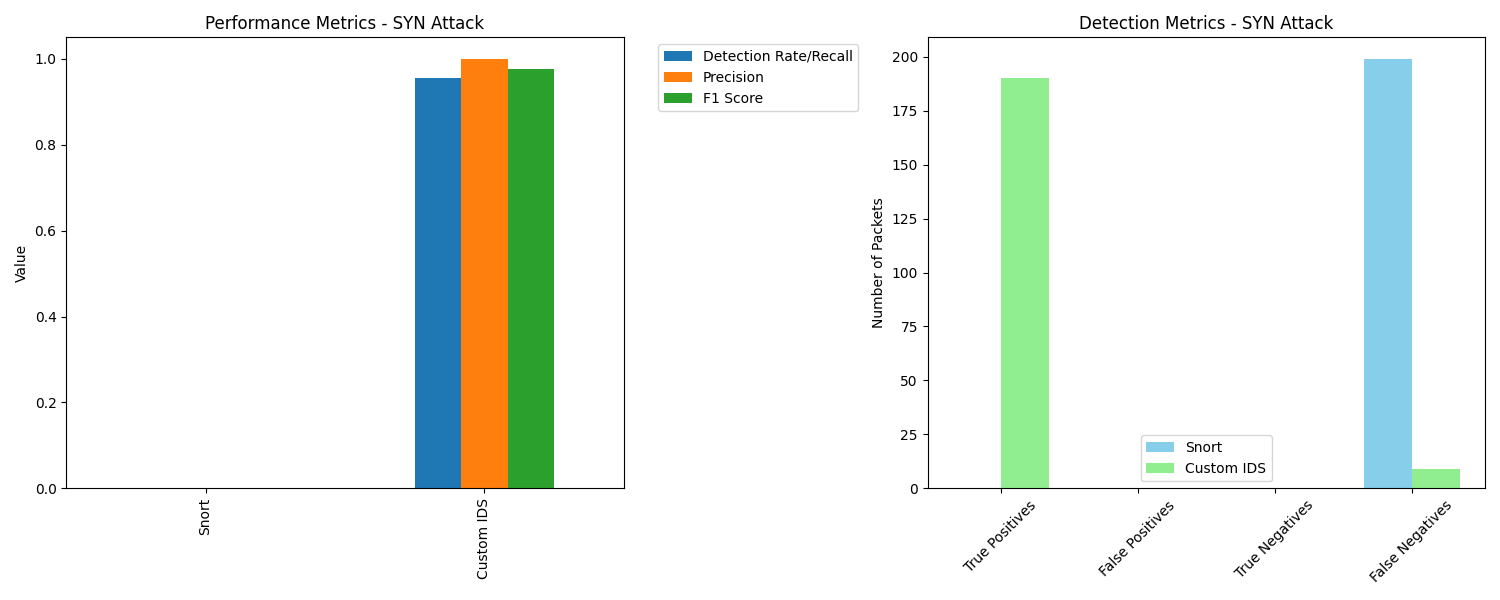 Performance Metrics - SYN Attack
Value
1.0
0.8
0.6
0.4
0.2
0.0
Snort
Custom IDS
Detection Rate/Recall
Precision
F1 Score
Detection Metrics - SYN Attack
Number of Packets
200
175
150
125
100
75
50
25
0
Snort
Custom IDS
True Positives
False Positives
True Negatives
False Negatives